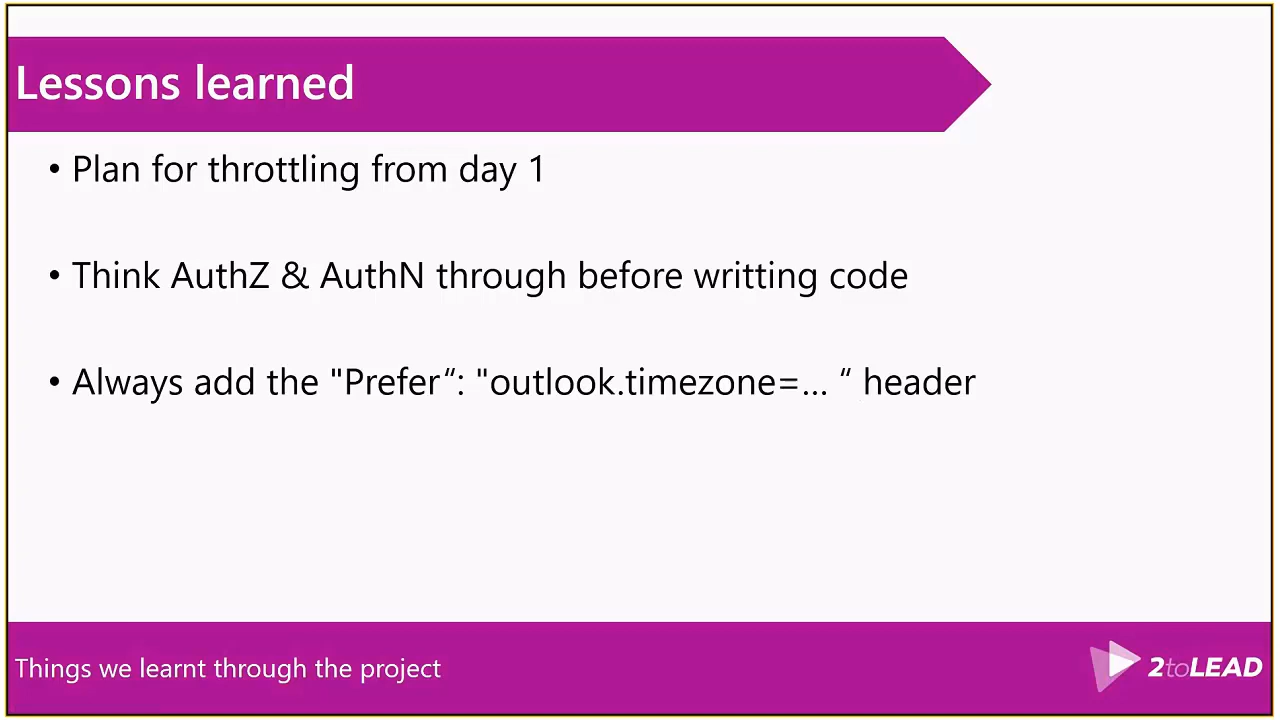 Lessons learned
• Plan for throttling from day 1
• Think AuthZ & AuthN through before writting code
• Always add the "Prefer“: "outlook.timezone=... “ header
Things we learnt through the project
2toLEAD